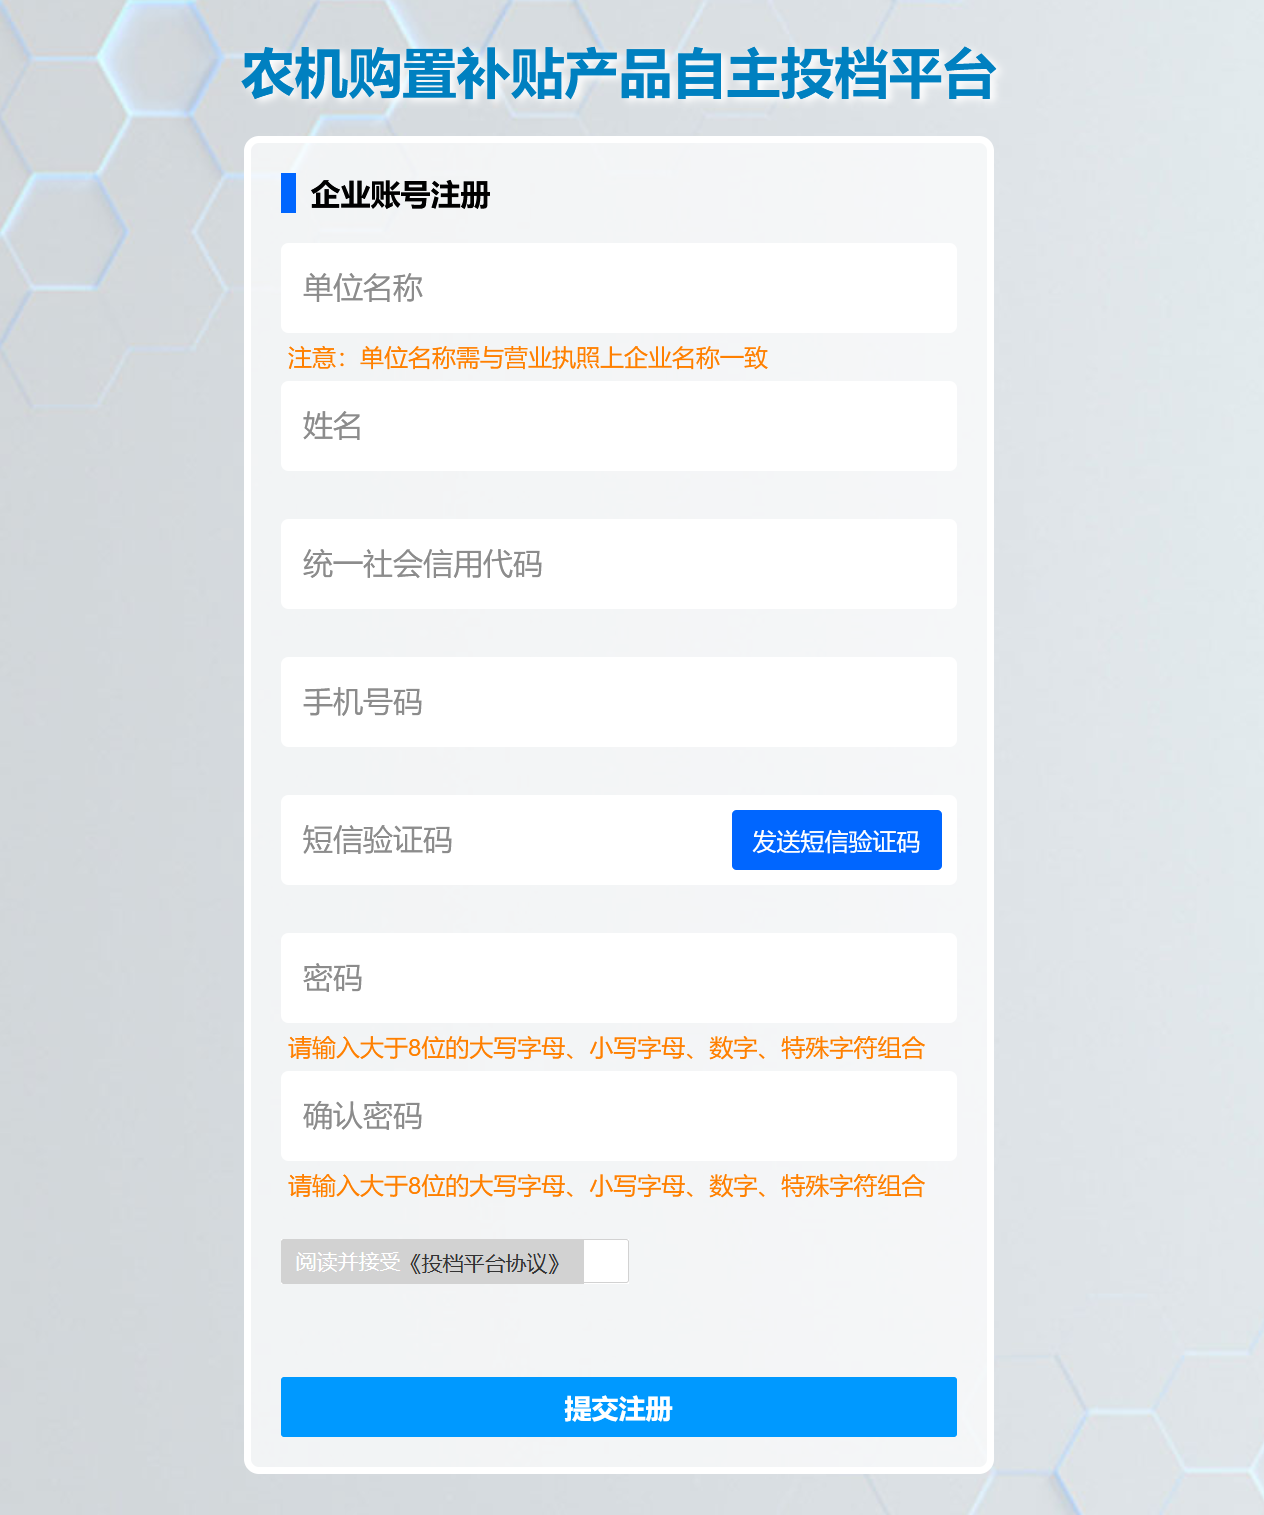 农机购置补贴产品自主投档平台
企业账号注册
单位名称
注意：单位名称需与营业执照上企业名称一致
姓名
统一社会信用代码
手机号码
短信验证码 发送短信验证码
密码
请输入大于8位的大写字母、小写字母、数字、特殊字符组合
确认密码
请输入大于8位的大写字母、小写字母、数字、特殊字符组合
阅读并接受《投档平台协议》
提交注册